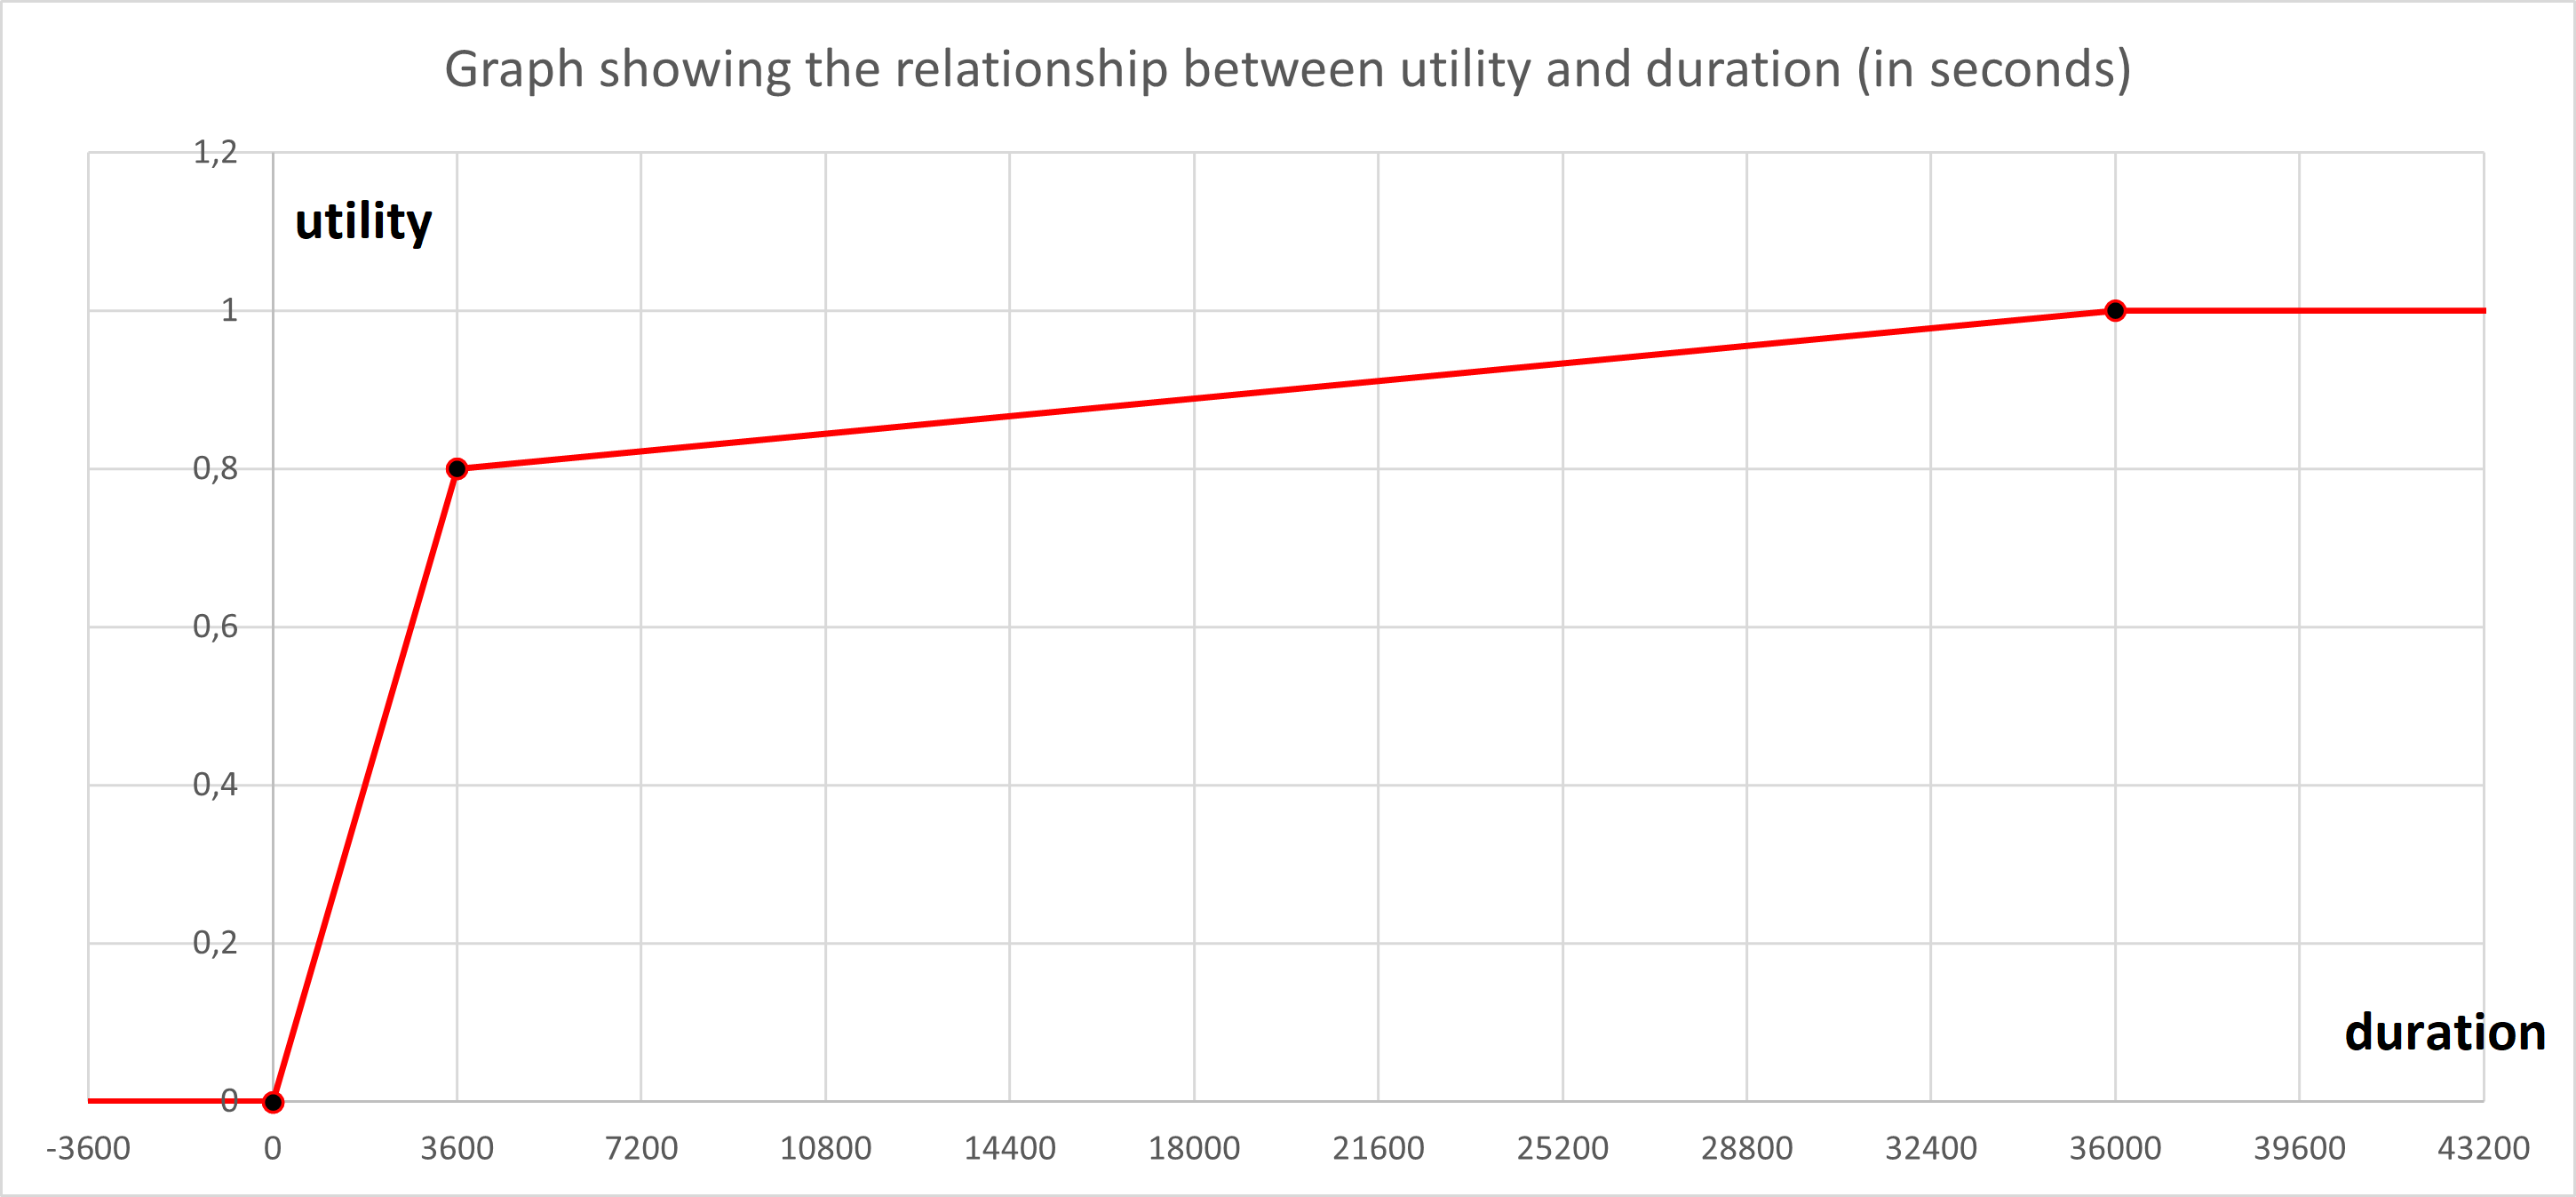 Graph showing the relationship between utility and duration (in seconds)
1,2
utility
1
0,8
0,6
0,4
0,2
duration
0
-3600 0 3600 7200 10800 14400 18000 21600 25200 28800 32400 36000 39600 43200